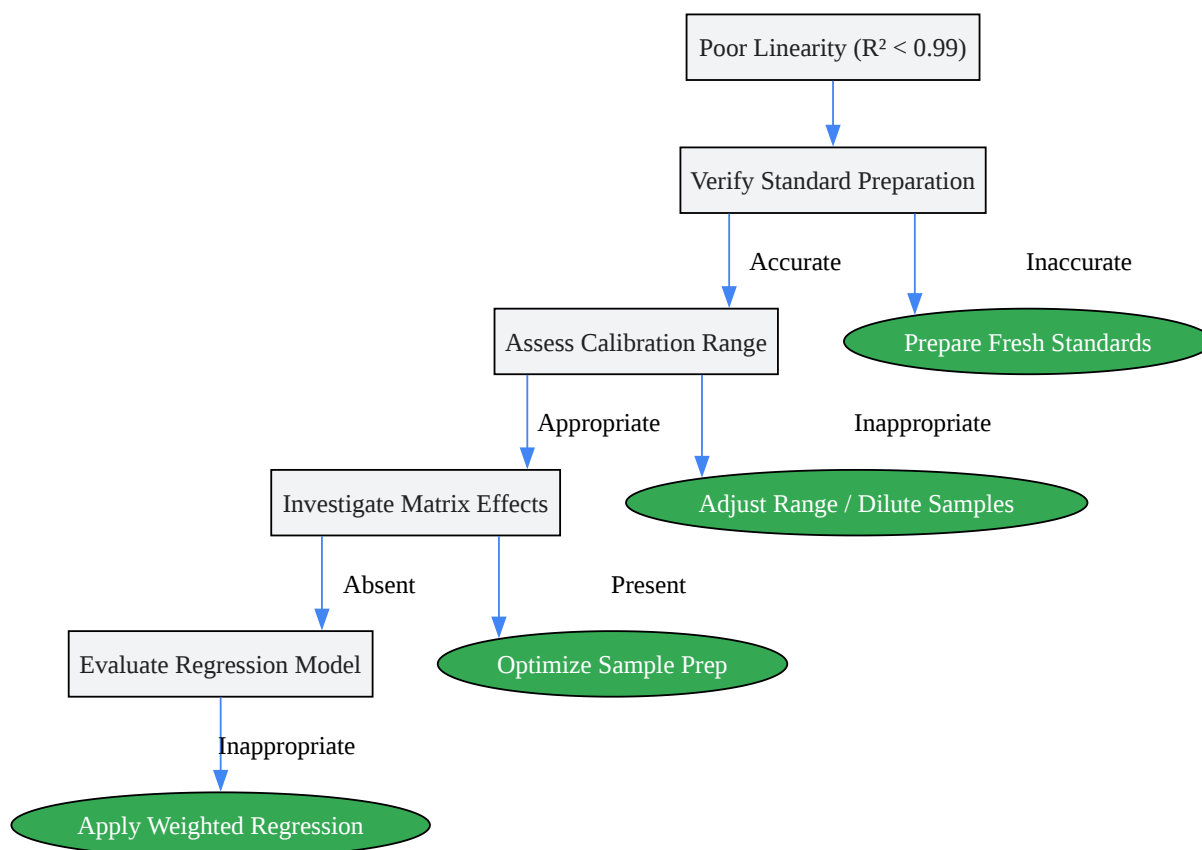 Poor Linearity (R² < 0.99)
Verify Standard Preparation
Accurate
Inaccurate
Assess Calibration Range
Prepare Fresh Standards
Appropriate
Inappropriate
Investigate Matrix Effects
Adjust Range / Dilute Samples
Absent
Present
Evaluate Regression Model
Optimize Sample Prep
Inappropriate
Apply Weighted Regression